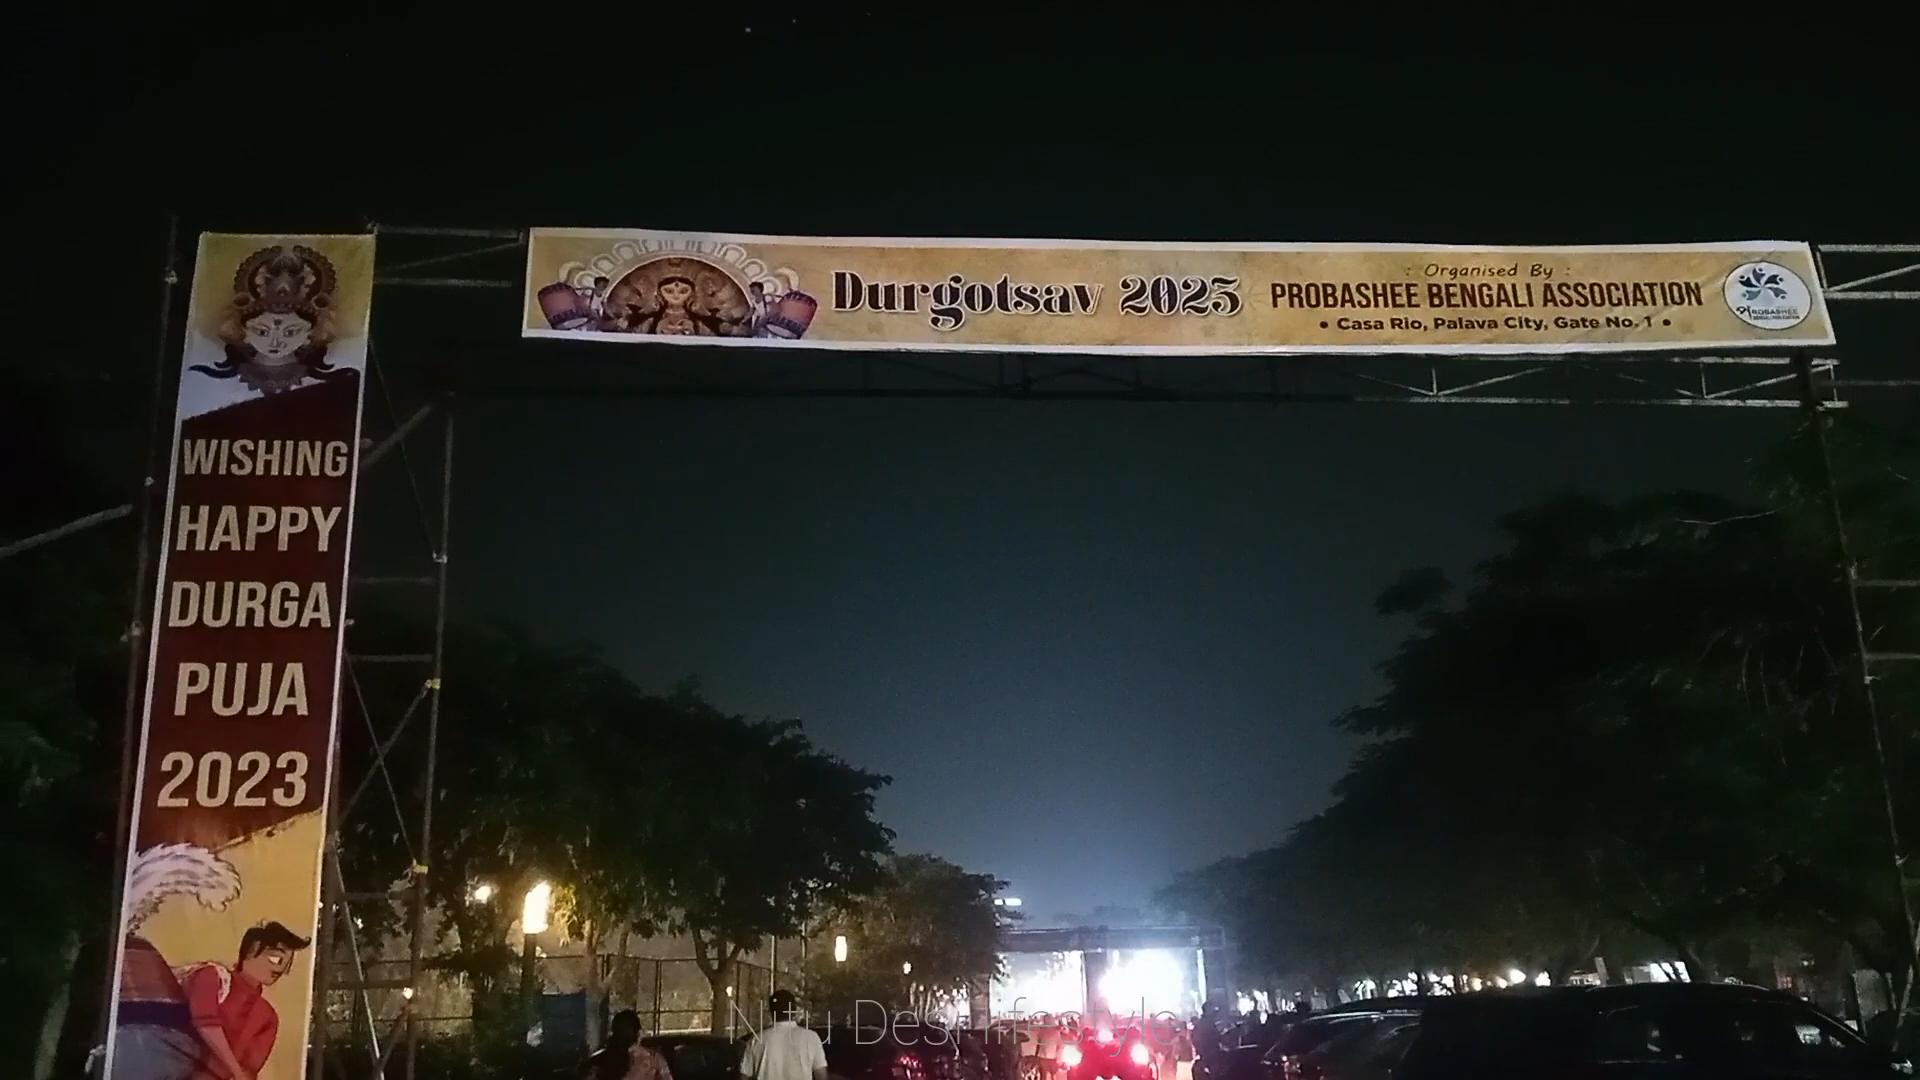 WISHING
HAPPY
DURGA
PUJA
2023
Durgotsav 2023
: Organised By :
PROBASHEE BENGALI ASSOCIATION
• Casa Rio, Palava City, Gate No. 1 •
PROBASHEE
Nitu Desi lifestyle